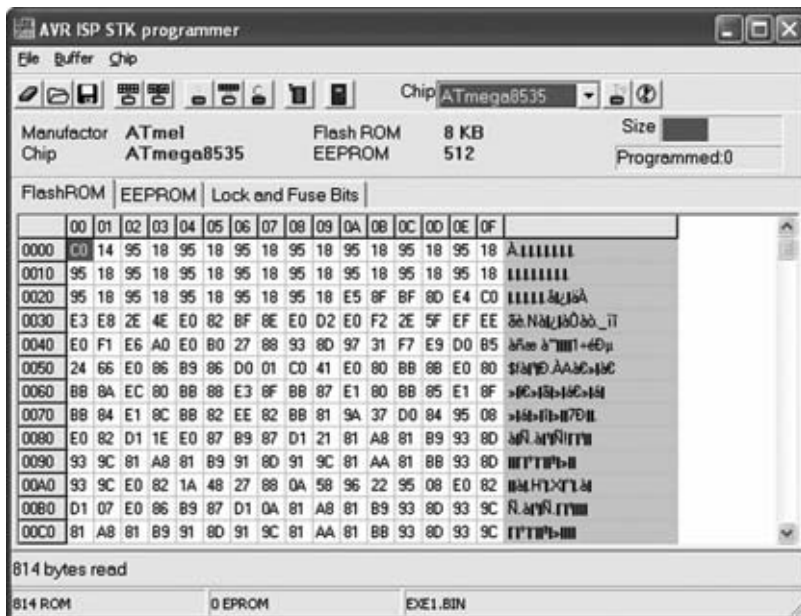 AVR ISP STK programmer
File Buffer Chip
Chip ATmega8535
Manufactor ATmel Flash ROM 8 KB Size
Chip ATmega8535 EEPROM 512 Programmed:0
FlashROM EEPROM Lock and Fuse Bits
00 01 02 03 04 05 06 07 08 09 0A 0B 0C 0D 0E 0F
0000 C0 14 95 18 95 18 95 18 95 18 95 18 95 18 95 18
0010 95 18 95 18 95 18 95 18 95 18 95 18 95 18 95 18
0020 95 18 95 18 95 18 95 18 95 18 E5 8F BF 8D E4 C0
0030 E3 E8 2E 4E E0 82 BF 8E E0 D2 E0 F2 2E 5F EF EE
0040 E0 F1 E6 A0 E0 B0 27 88 93 8D 97 31 F7 E9 D0 B5
0050 24 66 E0 86 B9 86 D0 01 C0 41 E0 80 BB 8B E0 80
0060 BB 8A EC 80 BB 88 E3 8F BB 87 E1 80 BB 85 E1 8F
0070 BB 84 E1 8C BB 82 EE 82 BB 81 9A 37 D0 84 95 08
0080 E0 82 D1 1E E0 87 B9 87 D1 21 81 A8 81 B9 93 8D
0090 93 9C 81 A8 81 B9 91 8D 91 9C 81 AA 81 BB 93 8D
00A0 93 9C E0 82 1A 48 27 88 0A 58 96 22 95 08 E0 82
00B0 D1 07 E0 86 B9 87 D1 0A 81 A8 81 B9 93 8D 93 9C
00C0 81 A8 81 B9 91 8D 91 9C 81 AA 81 BB 93 8D 93 9C
814 bytes read
814 ROM 0 EPROM EXE1.BIN